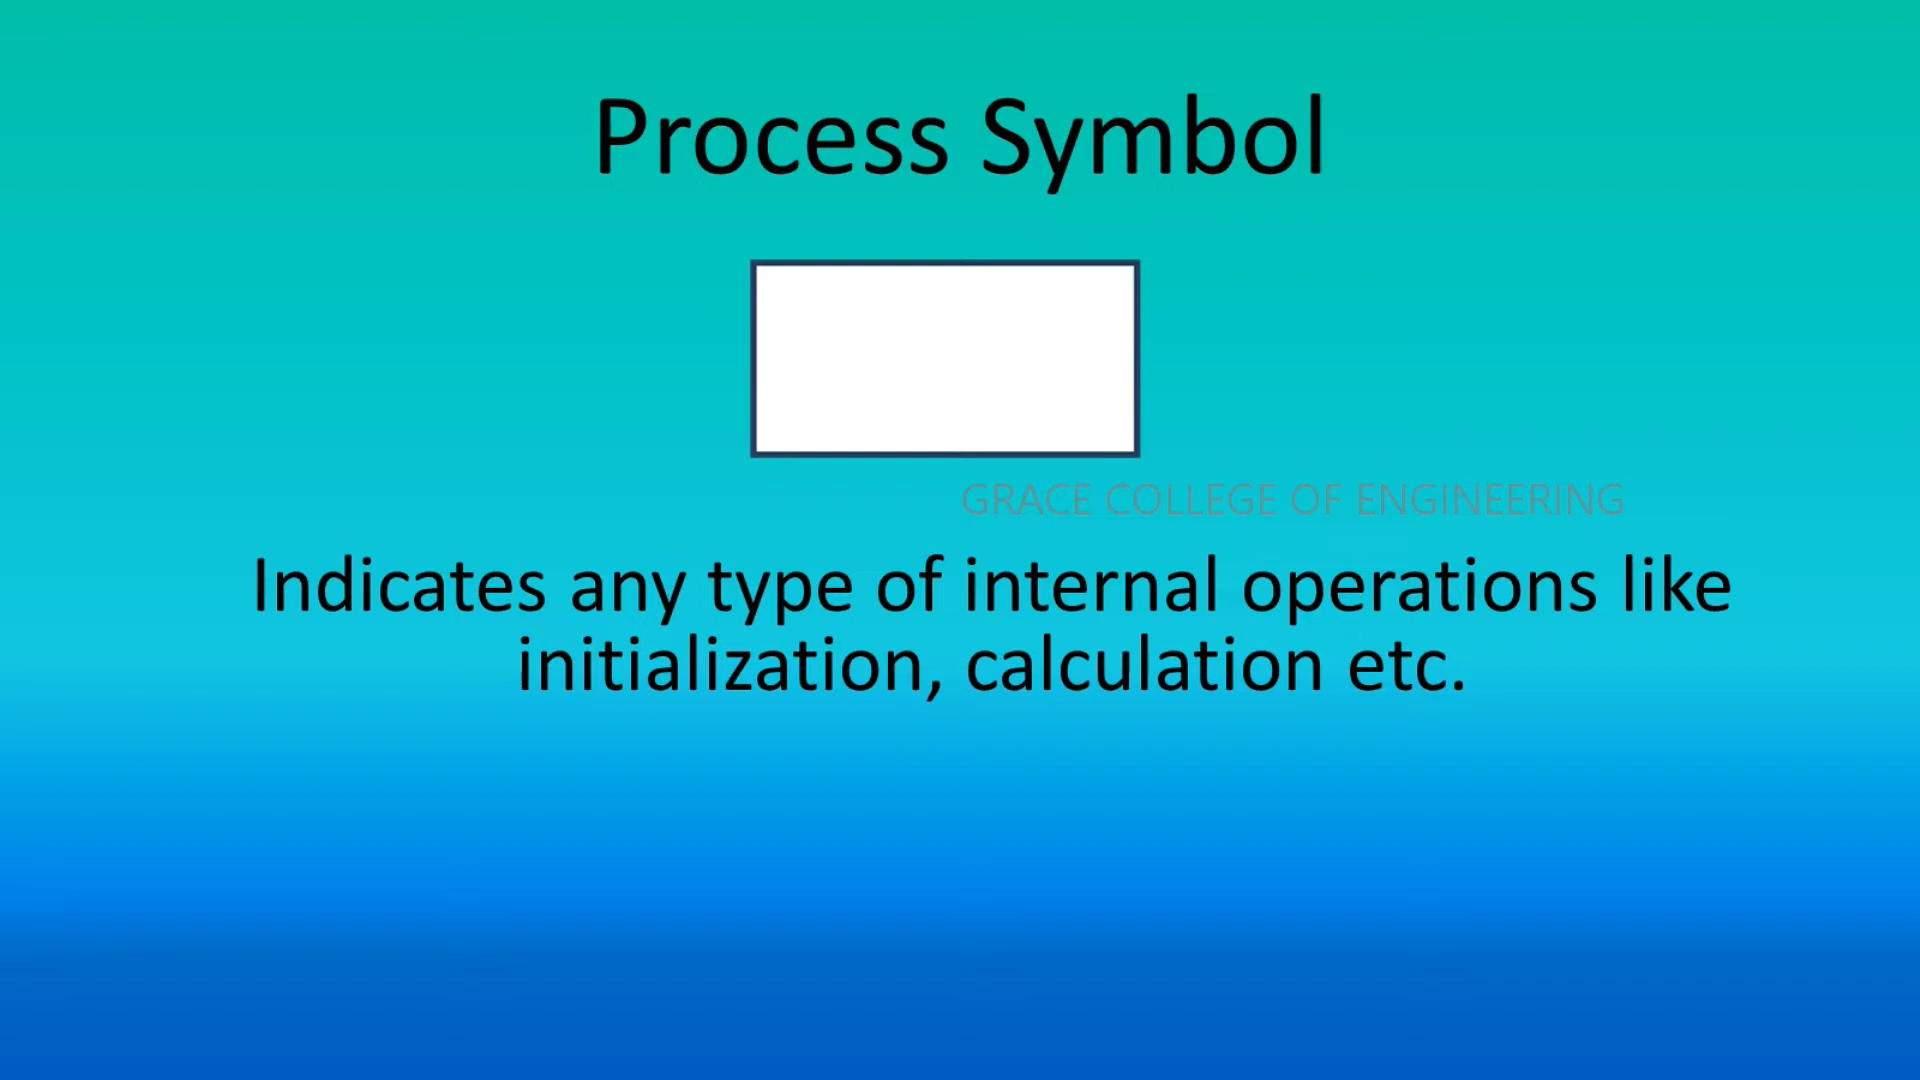 Process Symbol
GRACE COLLEGE OF ENGINEERING
Indicates any type of internal operations like
initialization, calculation etc.